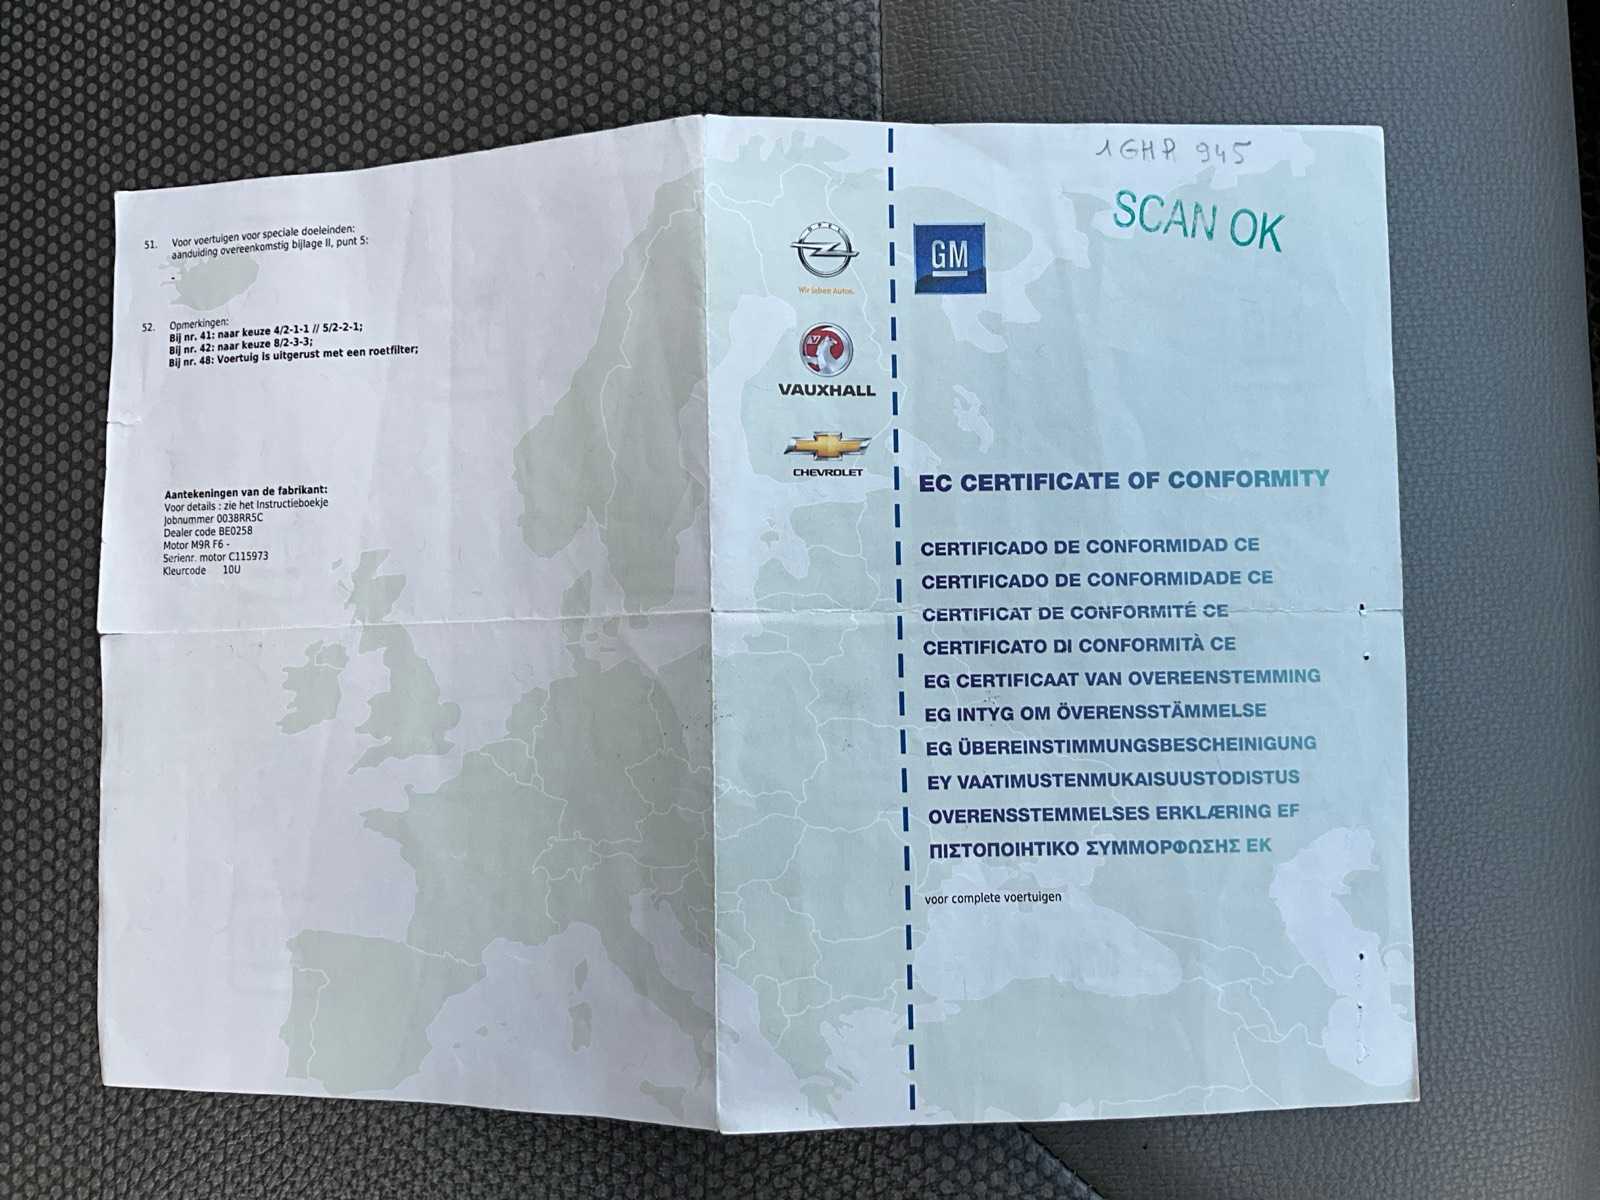 51. Voor voertuigen voor speciale doeleinden:
aanduiding overeenkomstig bijlage II, punt 5:
-
52. Opmerkingen:
Bij nr. 41: naar keuze 4/2-1-1 // 5/2-2-1;
Bij nr. 42: naar keuze 8/2-3-3;
Bij nr. 48: Voertuig is uitgerust met een roetfilter;
Aantekeningen van de fabrikant:
Voor details : zie het Instructieboekje
Jobnummer 0038RR5C
Dealer code BE0258
Motor M9R F6 -
Serienr. motor C115973
Kleurcode 10U
OPEL
Wir leben Autos.
VAUXHALL
CHEVROLET
1GHP 945
SCAN OK
GM
EC CERTIFICATE OF CONFORMITY
CERTIFICADO DE CONFORMIDAD CE
CERTIFICADO DE CONFORMIDADE CE
CERTIFICAT DE CONFORMITÉ CE
CERTIFICATO DI CONFORMITÀ CE
EG CERTIFICAAT VAN OVEREENSTEMMING
EG INTYG OM ÖVERENSSTÄMMELSE
EG ÜBEREINSTIMMUNGSBESCHEINIGUNG
EY VAATIMUSTENMUKAISUUSTODISTUS
OVERENSSTEMMELSES ERKLÆRING EF
ΠΙΣΤΟΠΟΙΗΤΙΚΟ ΣΥΜΜΟΡΦΩΣΗΣ ΕΚ
voor complete voertuigen